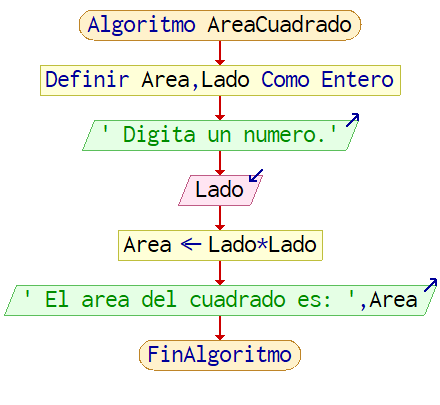 Algoritmo AreaCuadrado
Definir Area,Lado Como Entero
' Digita un numero.'
Lado
Area ← Lado*Lado
' El area del cuadrado es: ',Area
FinAlgoritmo